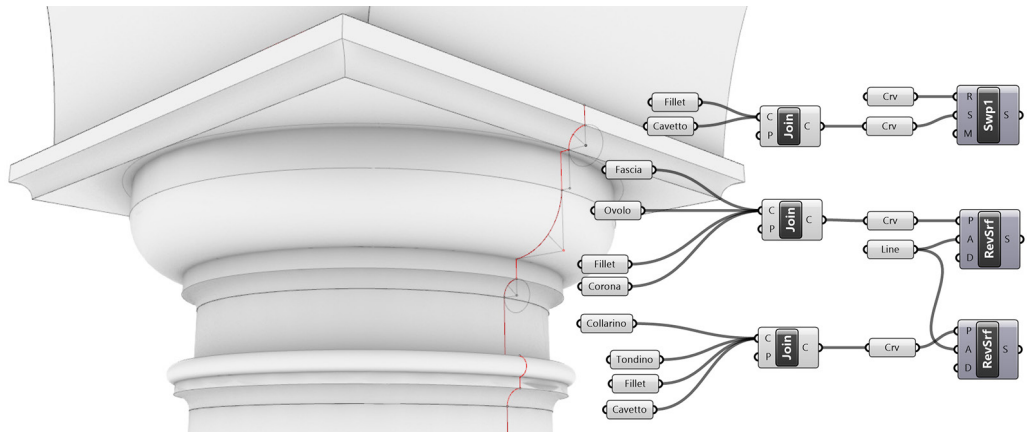 Fillet
Cavetto
C
P
Join
C
Crv
Crv
R
S
M
Swp1
S
Fascia
Ovolo
Fillet
Corona
C
P
Join
C
Crv
Line
P
A
D
RevSrf
S
Collarino
Tondino
Fillet
Cavetto
C
P
Join
C
Crv
P
A
D
RevSrf
S